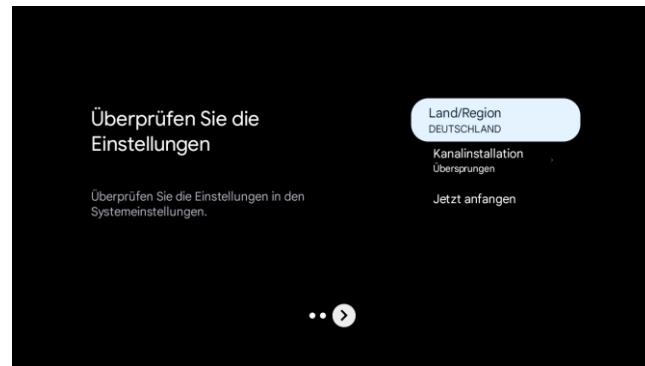 Überprüfen Sie die
Einstellungen
Überprüfen Sie die Einstellungen in den
Systemeinstellungen.
Land/Region
DEUTSCHLAND
Kanalinstallation
Übersprungen
Jetzt anfangen